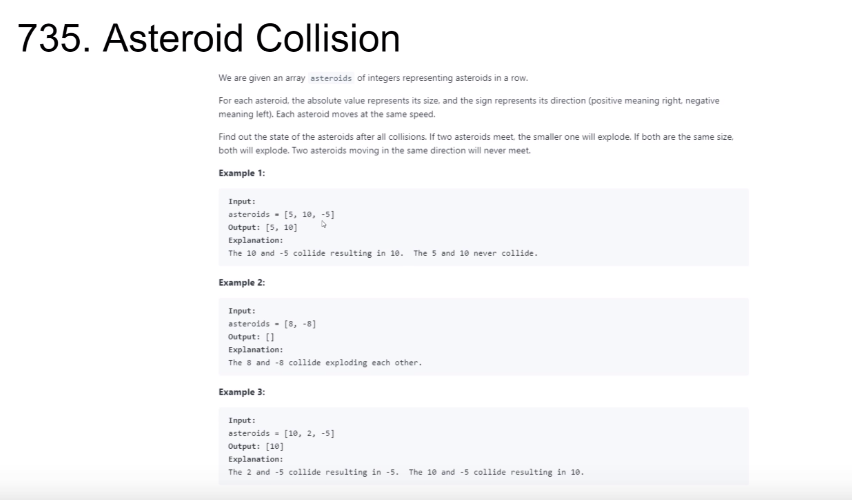 735. Asteroid Collision
We are given an array asteroids of integers representing asteroids in a row.
For each asteroid, the absolute value represents its size, and the sign represents its direction (positive meaning right, negative
meaning left). Each asteroid moves at the same speed.
Find out the state of the asteroids after all collisions. If two asteroids meet, the smaller one will explode. If both are the same size,
both will explode. Two asteroids moving in the same direction will never meet.
Example 1:
Input:
asteroids = [5, 10, -5]
Output: [5, 10]
Explanation:
The 10 and -5 collide resulting in 10. The 5 and 10 never collide.
Example 2:
Input:
asteroids = [8, -8]
Output: []
Explanation:
The 8 and -8 collide exploding each other.
Example 3:
Input:
asteroids = [10, 2, -5]
Output: [10]
Explanation:
The 2 and -5 collide resulting in -5. The 10 and -5 collide resulting in 10.